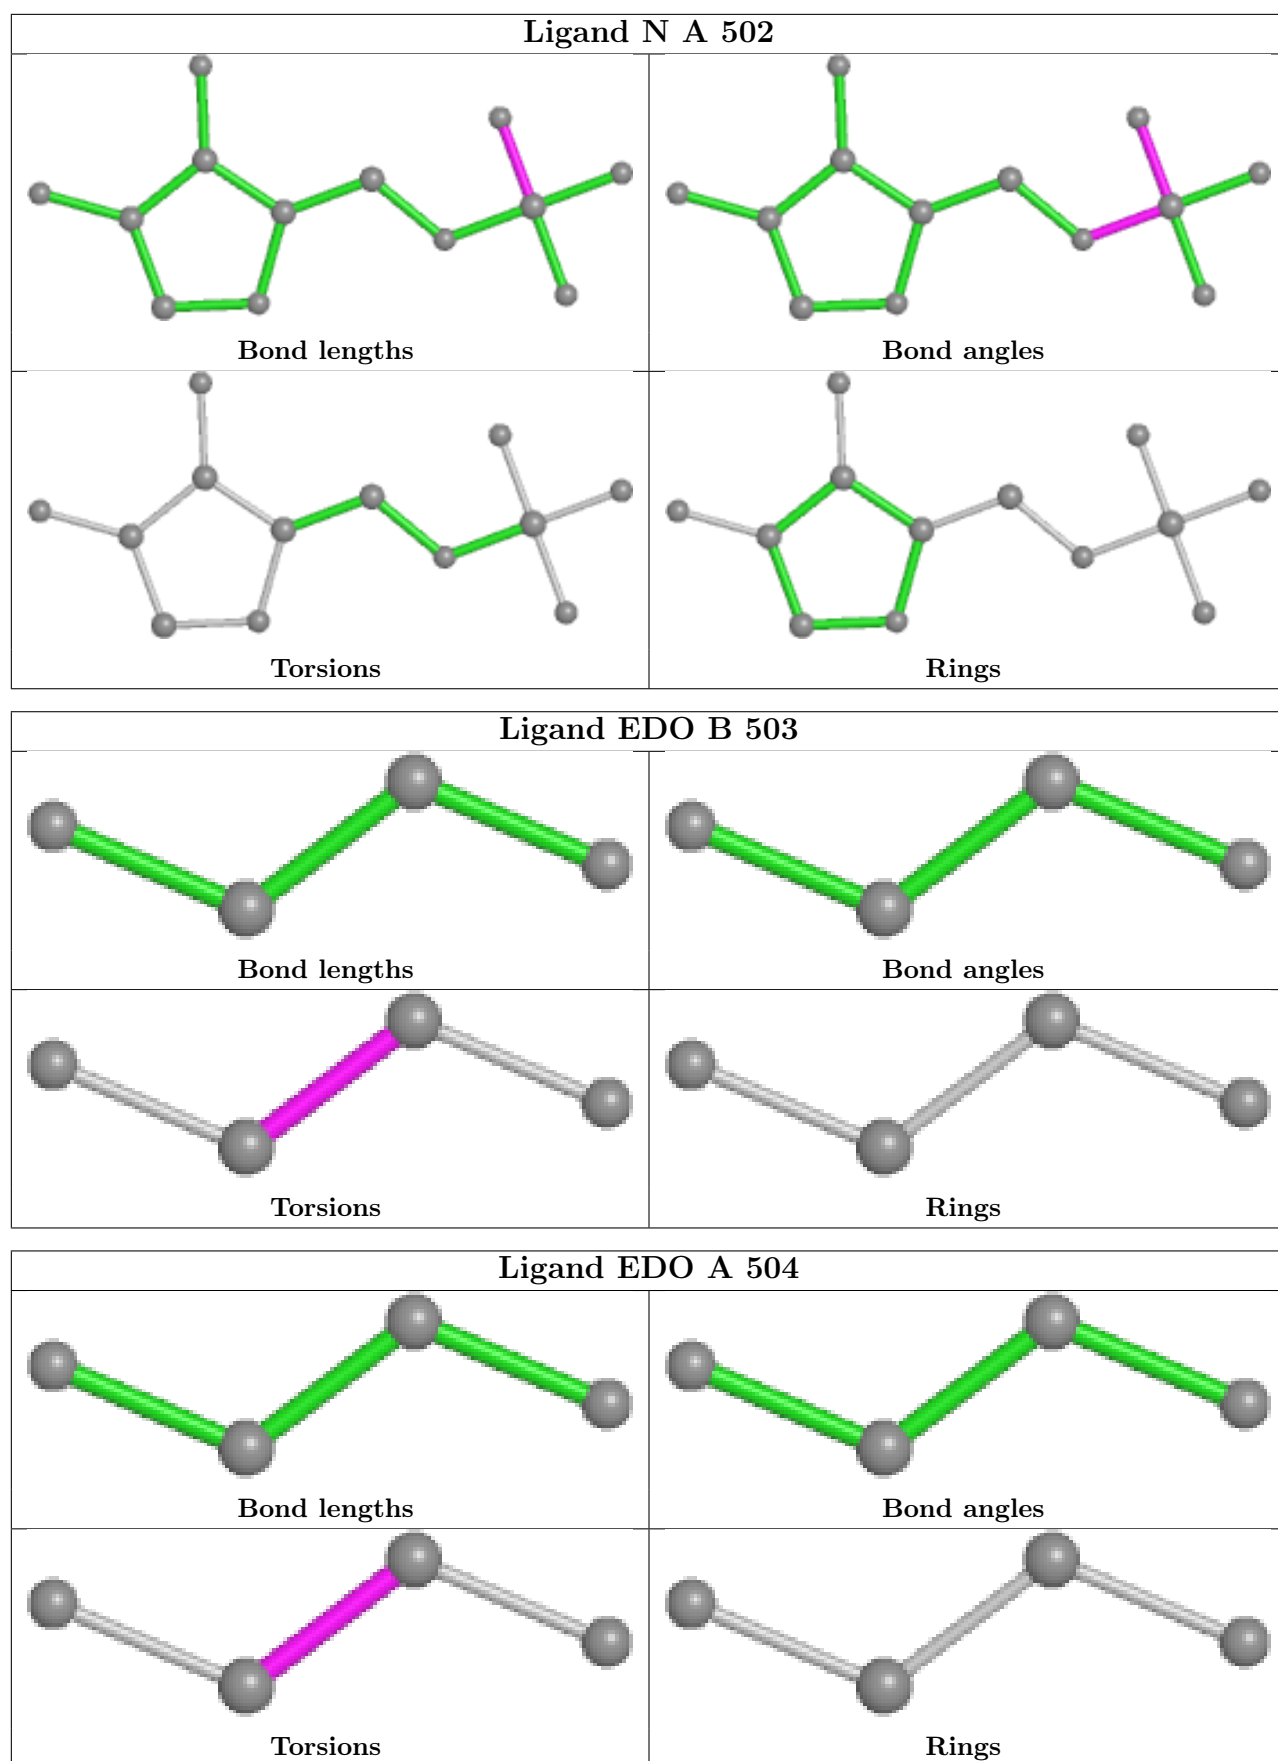 Ligand N A 502
Bond lengths
Bond angles
Torsions
Rings
Ligand EDO B 503
Bond lengths
Bond angles
Torsions
Rings
Ligand EDO A 504
Bond lengths
Bond angles
Torsions
Rings